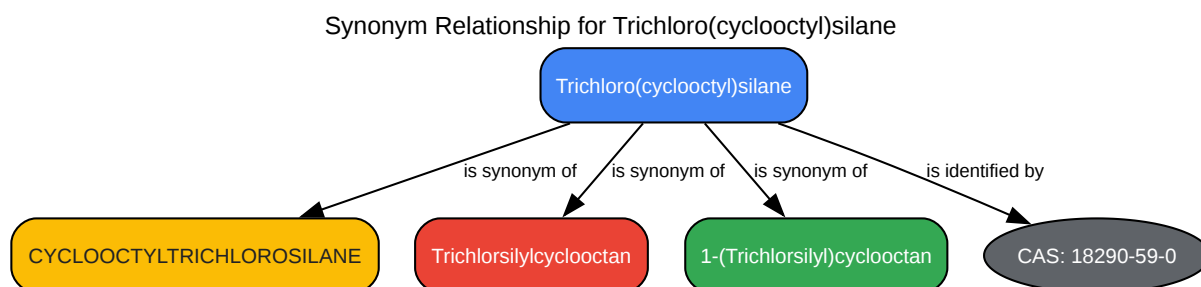 Synonym Relationship for Trichloro(cyclooctyl)silane
Trichloro(cyclooctyl)silane
is synonym of
is synonym of
is synonym of
is identified by
CYCLOOCTYLTRICHLOROSILANE
Trichlorsilylcyclooctan
1-(Trichlorsilyl)cyclooctan
CAS: 18290-59-0